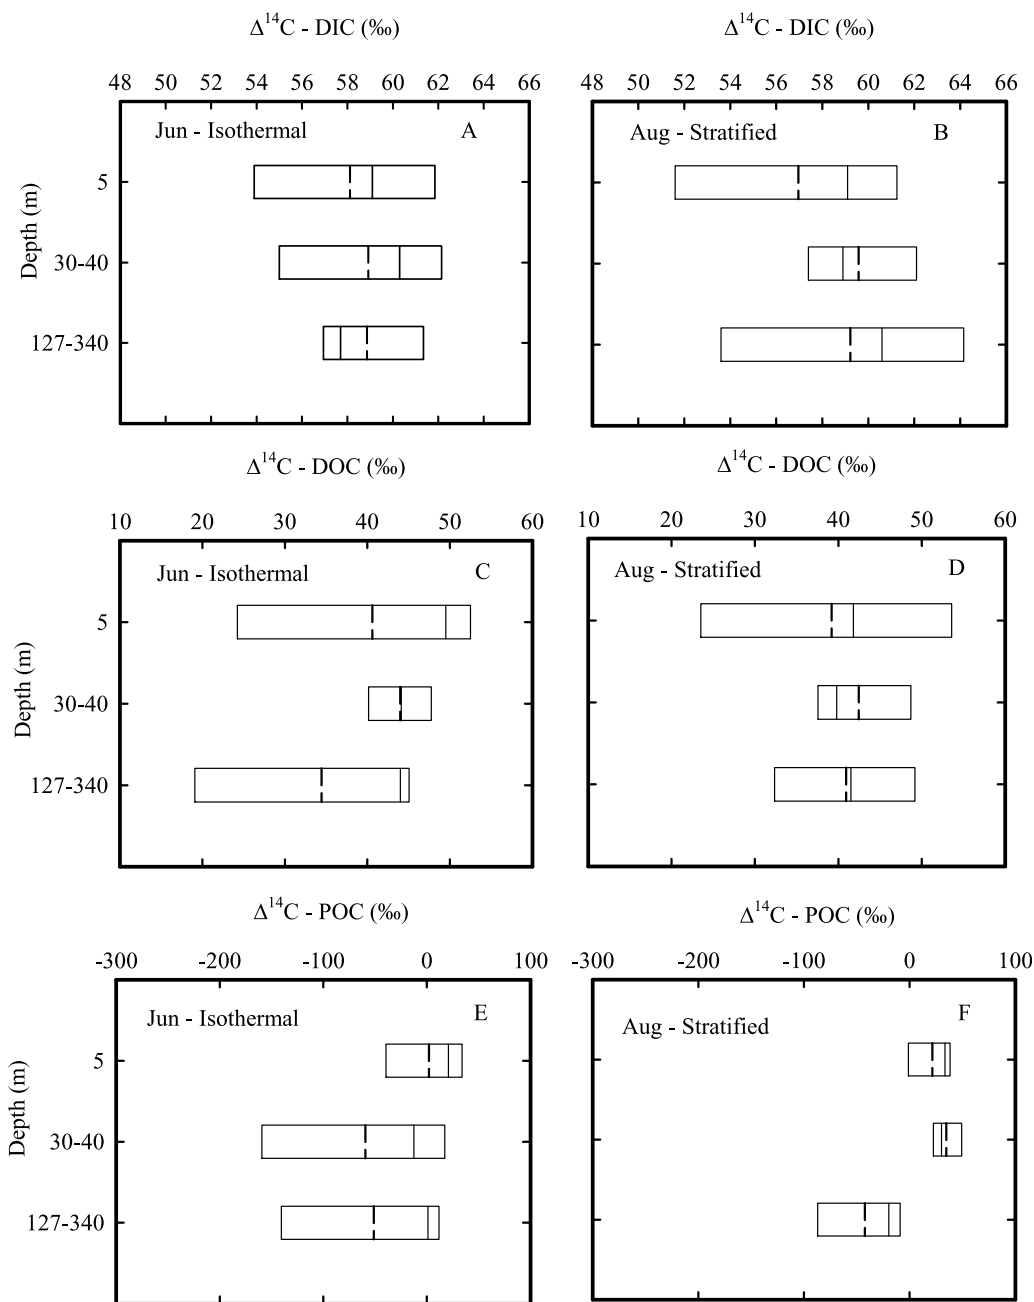 Δ¹⁴C - DIC (‰)
48 50 52 54 56 58 60 62 64 66
Jun - Isothermal A
Depth (m)
5
30-40
127-340
Δ¹⁴C - DIC (‰)
48 50 52 54 56 58 60 62 64 66
Aug - Stratified B
Δ¹⁴C - DOC (‰)
10 20 30 40 50 60
Jun - Isothermal C
Depth (m)
5
30-40
127-340
Δ¹⁴C - DOC (‰)
10 20 30 40 50 60
Aug - Stratified D
Δ¹⁴C - POC (‰)
-300 -200 -100 0 100
Jun - Isothermal E
Depth (m)
5
30-40
127-340
Δ¹⁴C - POC (‰)
-300 -200 -100 0 100
Aug - Stratified F